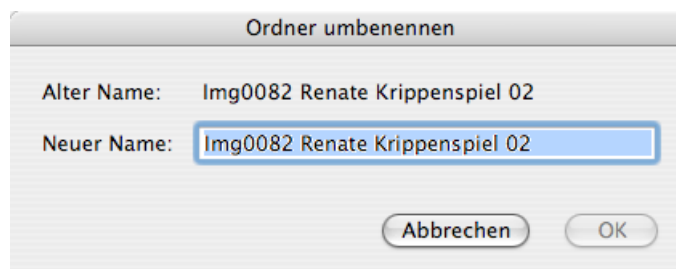 Ordner umbenennen
Alter Name: Img0082 Renate Krippenspiel 02
Neuer Name: Img0082 Renate Krippenspiel 02
Abbrechen OK